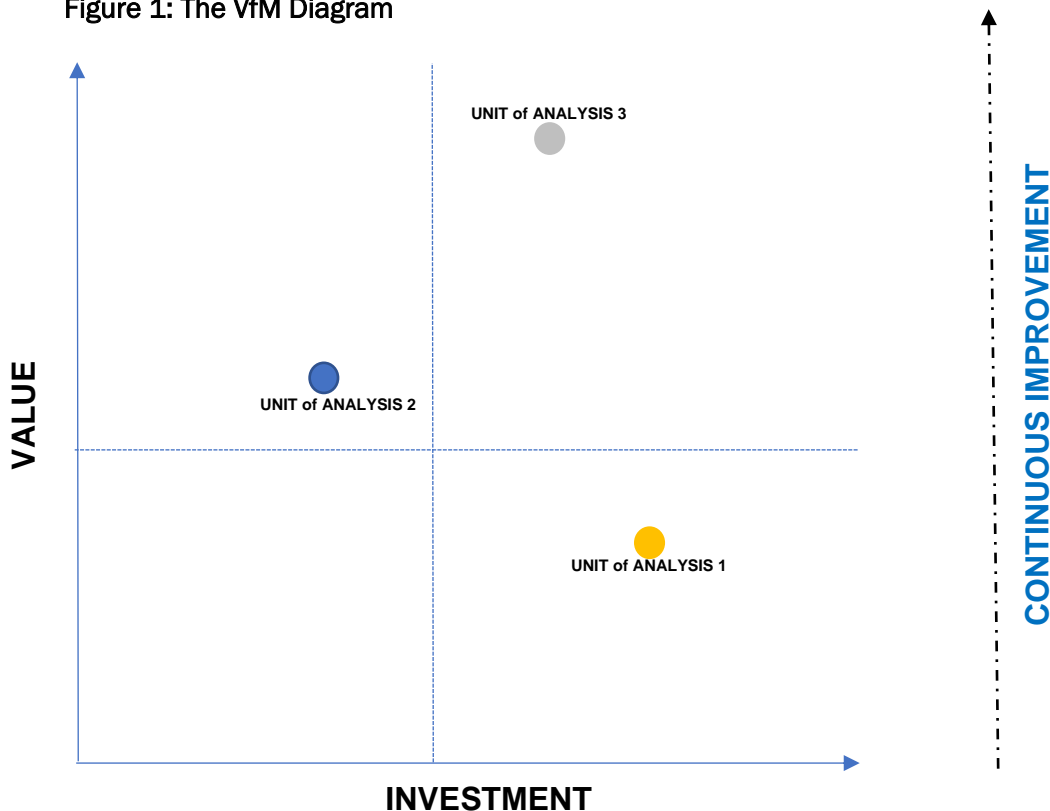 Figure 1: The VfM Diagram
UNIT of ANALYSIS 3
UNIT of ANALYSIS 2
UNIT of ANALYSIS 1
VALUE
INVESTMENT
CONTINUOUS IMPROVEMENT